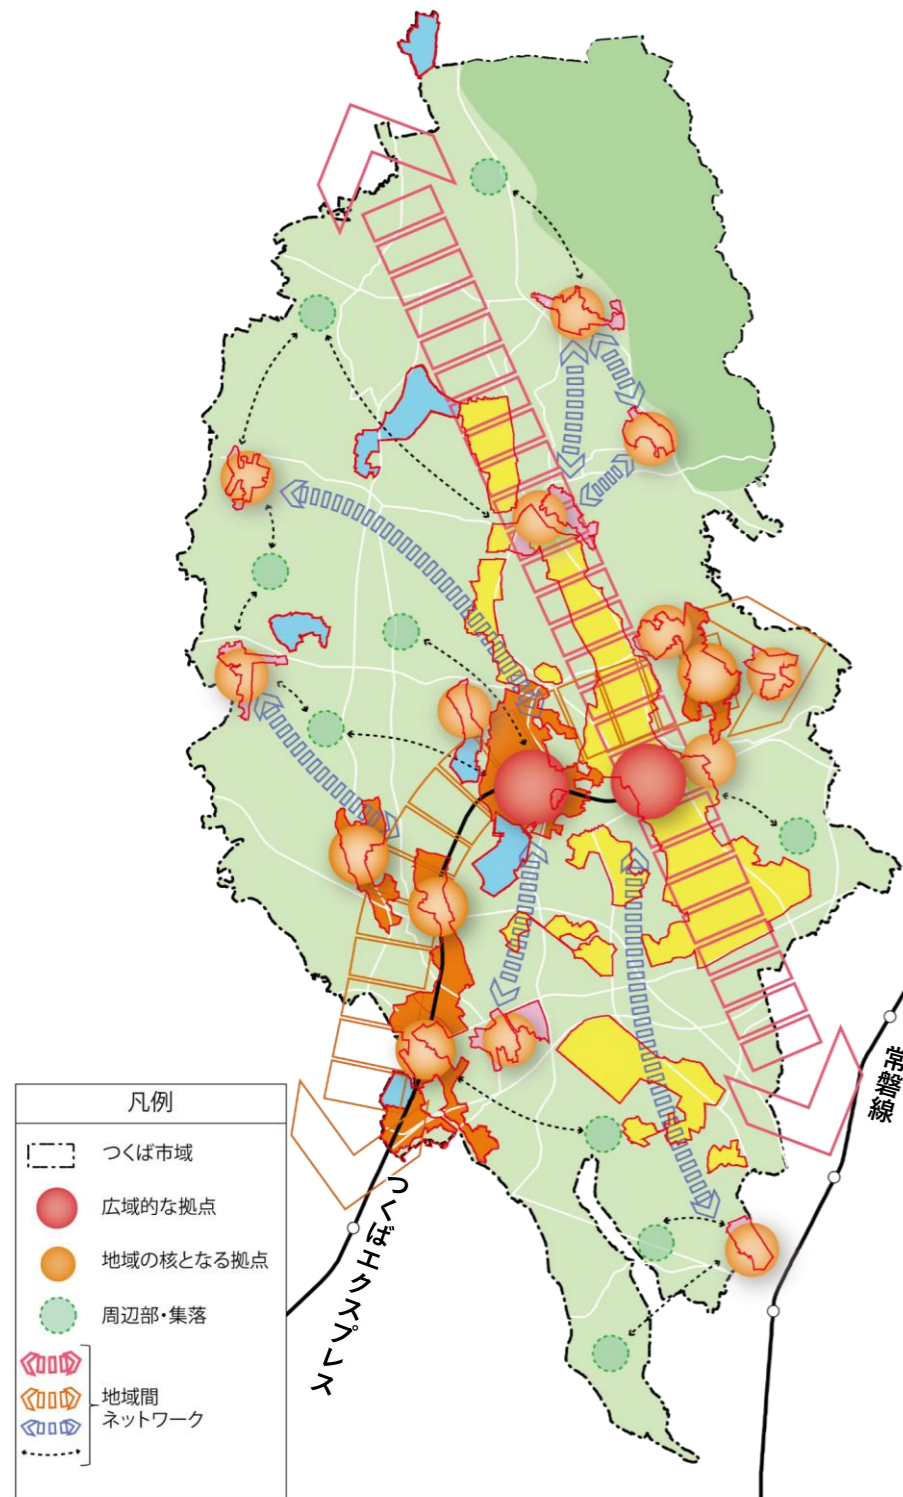 常磐線
つくばエクスプレス
凡例
つくば市域
広域的な拠点
地域の核となる拠点
周辺部・集落
地域間
ネットワーク